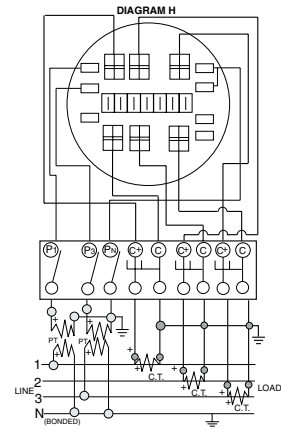 DIAGRAM H
P1 P3 PN C+ C C+ C C+ C
+ + PT PT + +
1 + C.T.
2 + C.T. LOAD
LINE 3 + C.T.
N
(BONDED)